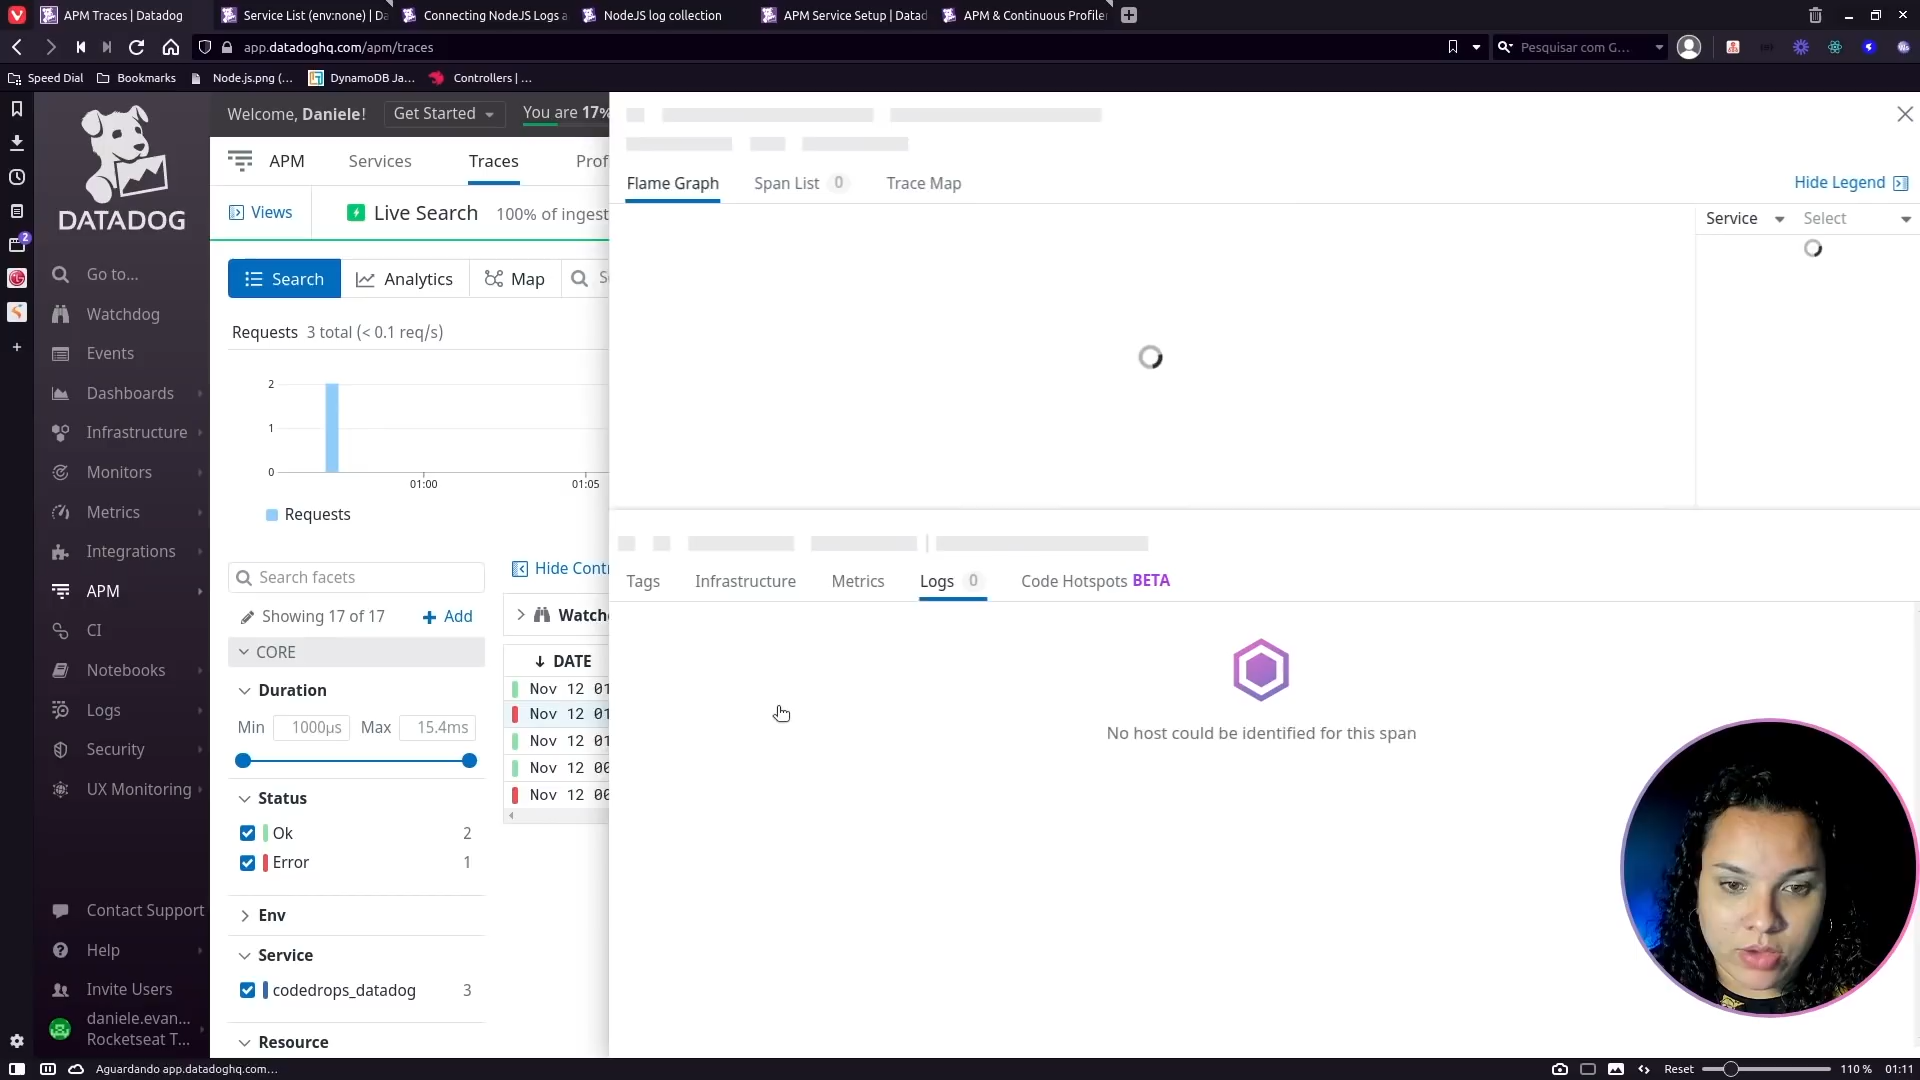 APM Traces | Datadog
Service List (env:none) | Da
Connecting NodeJS Logs a
NodeJS log collection
APM Service Setup | Datad
APM & Continuous Profile
app.datadoghq.com/apm/traces
Pesquisar com G...
Speed Dial
Bookmarks
Node.js.png (...
DynamoDB Ja...
Controllers | ...
2
DATADOG
Go to...
Watchdog
Events
Dashboards
Infrastructure
Monitors
Metrics
Integrations
APM
CI
Notebooks
Logs
Security
UX Monitoring
Contact Support
Help
Invite Users
daniele.evan...
Rocketseat T...
Welcome, Daniele!
Get Started
You are 17%
APM
Services
Traces
Prof
Views
Live Search
100% of ingest
Search
Analytics
Map
S
Requests 3 total (< 0.1 req/s)
2
1
0
01:00
01:05
Requests
Search facets
Hide Contr
Showing 17 of 17
Add
Watch
CORE
DATE
Duration
Nov 12 01
Min 1000µs Max 15.4ms
Nov 12 01
Nov 12 01
Nov 12 00
Nov 12 00
Status
Ok 2
Error 1
Env
Service
codedrops_datadog 3
Resource
Flame Graph
Span List 0
Trace Map
Hide Legend
Service
Select
Tags
Infrastructure
Metrics
Logs 0
Code Hotspots BETA
No host could be identified for this span
Aguardando app.datadoghq.com...
Reset
110 %
01:11